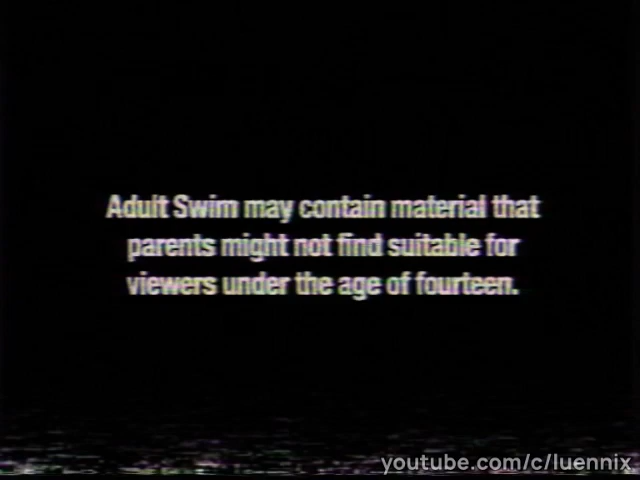 Adult Swim may contain material that
parents might not find suitable for
viewers under the age of fourteen.
youtube.com/c/luennix